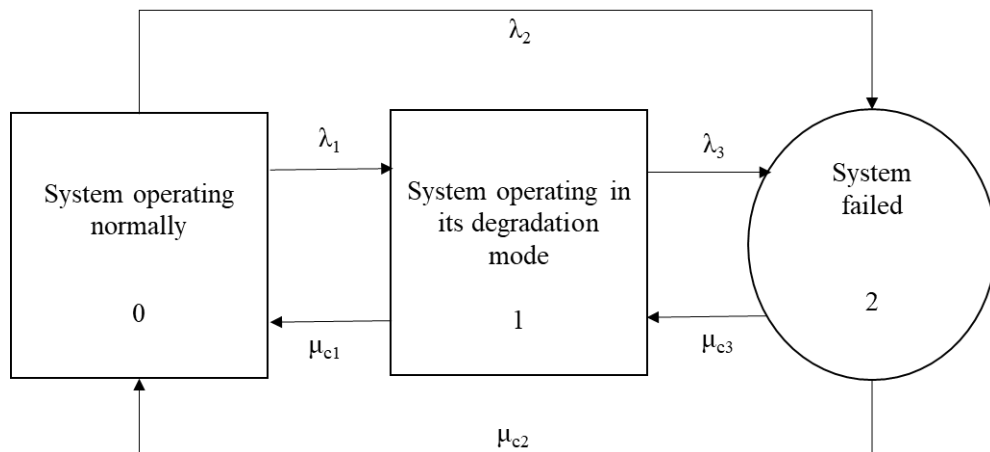 λ2
System operating
normally
0
λ1
μc1
System operating in
its degradation
mode
1
λ3
μc3
System
failed
2
μc2